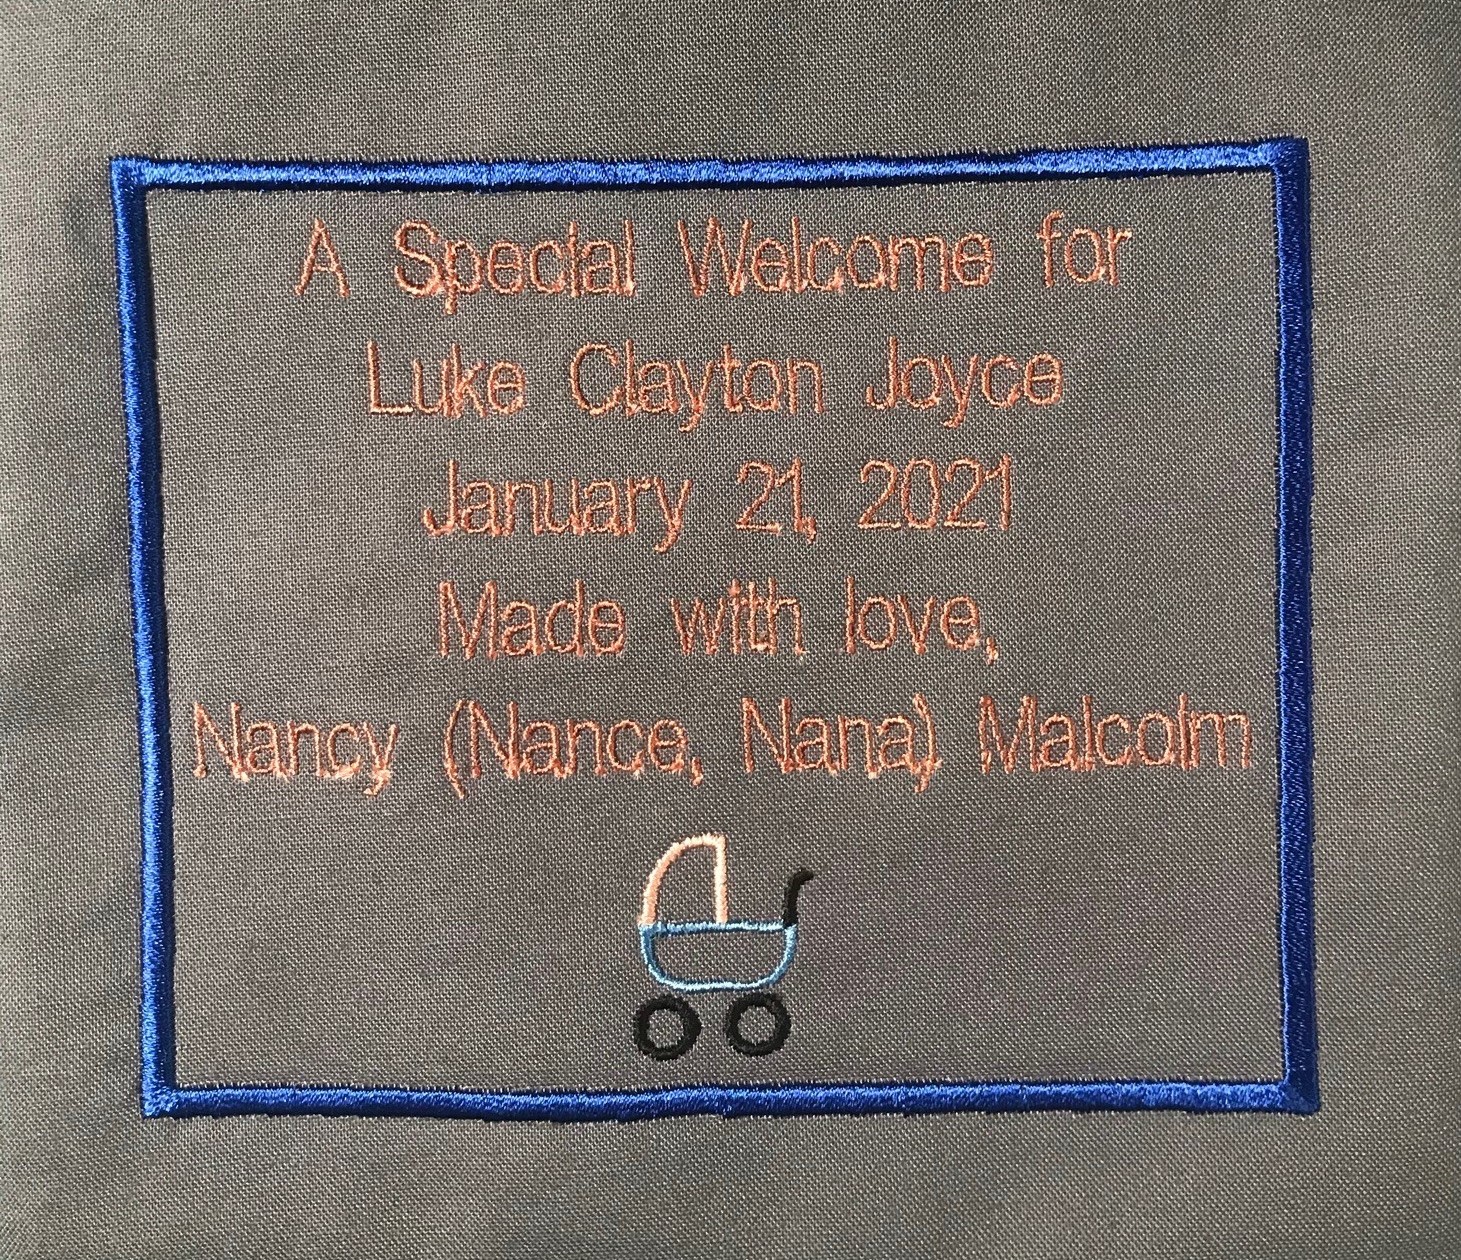 A Special Welcome for
Luke Clayton Joyce
January 21, 2021
Made with love,
Nancy (Nance, Nana) Malcolm